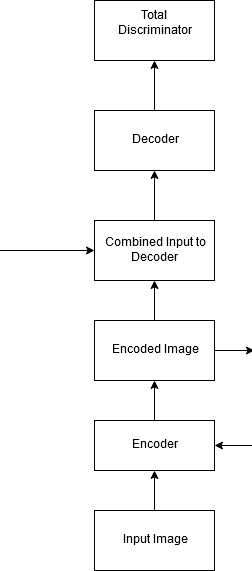 Total
Discriminator
Decoder
Combined Input to
Decoder
Encoded Image
Encoder
Input Image